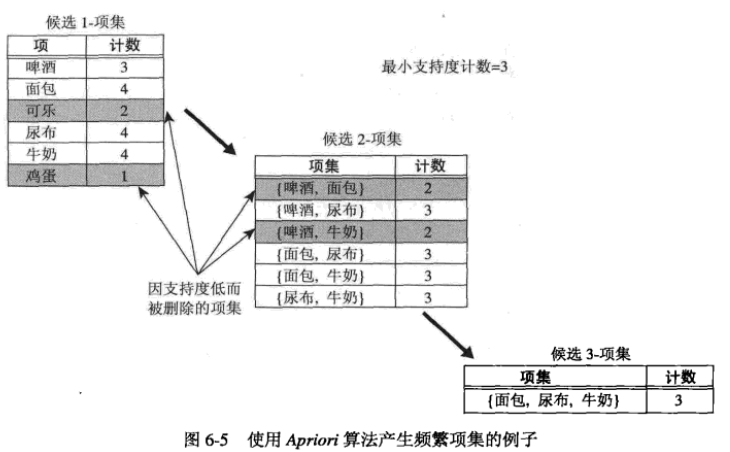 候选 1-项集
项 计数
啤酒 3
面包 4
可乐 2
尿布 4
牛奶 4
鸡蛋 1
最小支持度计数=3
候选 2-项集
项集 计数
{啤酒, 面包} 2
{啤酒, 尿布} 3
{啤酒, 牛奶} 2
{面包, 尿布} 3
{面包, 牛奶} 3
{尿布, 牛奶} 3
因支持度低而
被删除的项集
候选 3-项集
项集 计数
{面包, 尿布, 牛奶} 3
图 6-5 使用 Apriori 算法产生频繁项集的例子